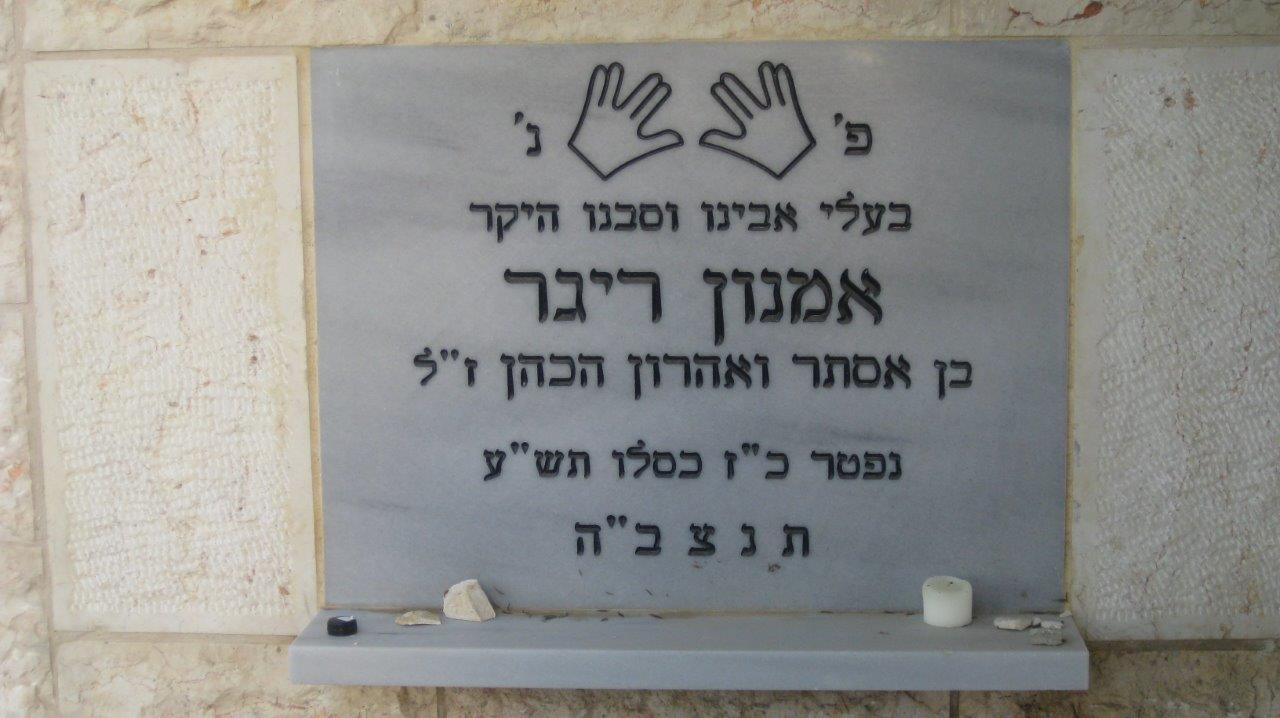 פ' נ'
בעלי אבינו וסבנו היקר
אמנון ריגר
בן אסתר ואהרון הכהן ז"ל
נפטר כ"ז כסלו תש"ע
ת נ צ ב"ה